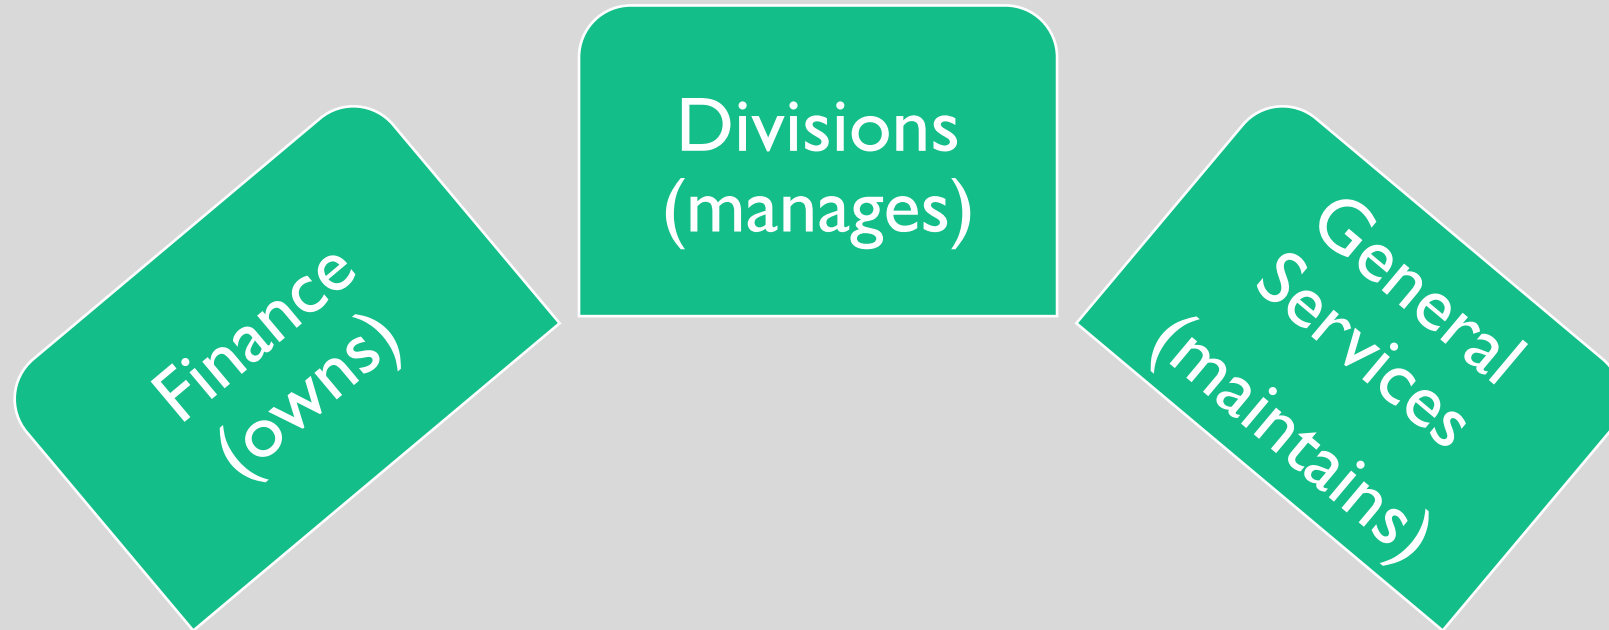 Finance
(owns)
Divisions
(manages)
General
Services
(maintains)